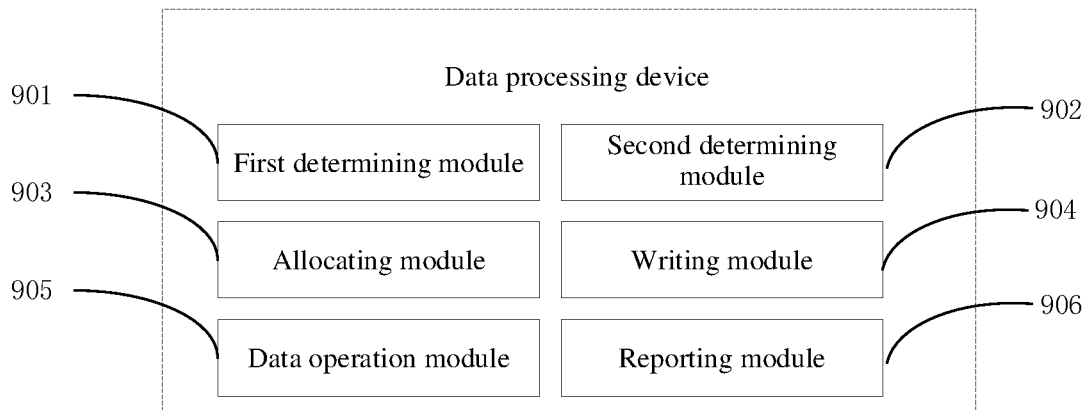 Data processing device
901
902
First determining module
Second determining
module
903
904
Allocating module
Writing module
905
906
Data operation module
Reporting module